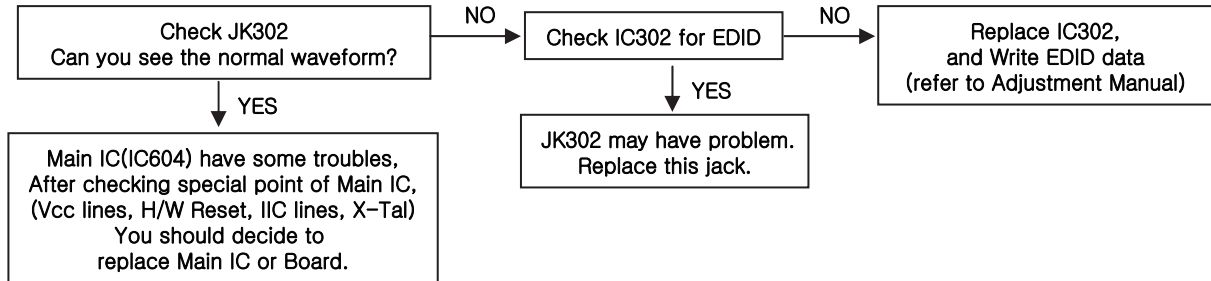 Check JK302
Can you see the normal waveform?
NO
Check IC302 for EDID
NO
Replace IC302,
and Write EDID data
(refer to Adjustment Manual)
YES
Main IC(IC604) have some troubles,
After checking special point of Main IC,
(Vcc lines, H/W Reset, IIC lines, X-Tal)
You should decide to
replace Main IC or Board.
YES
JK302 may have problem.
Replace this jack.